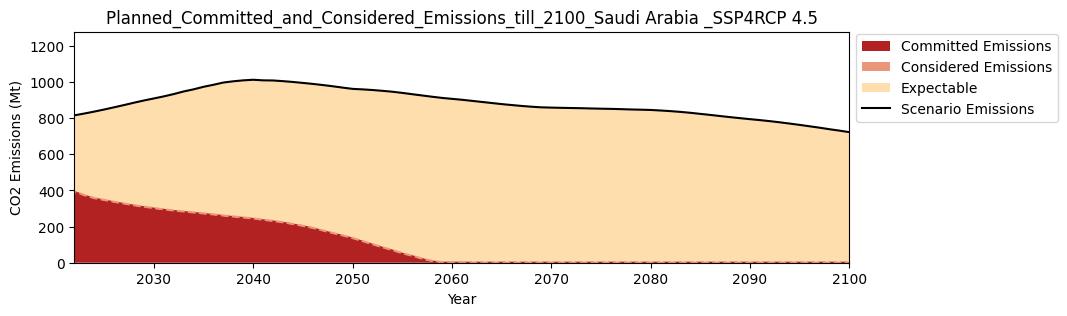 Planned_Committed_and_Considered_Emissions_till_2100_Saudi Arabia _SSP4RCP 4.5
1200
1000
800
600
400
200
0
CO2 Emissions (Mt)
2030 2040 2050 2060 2070 2080 2090 2100
Year
Committed Emissions
Considered Emissions
Expectable
Scenario Emissions